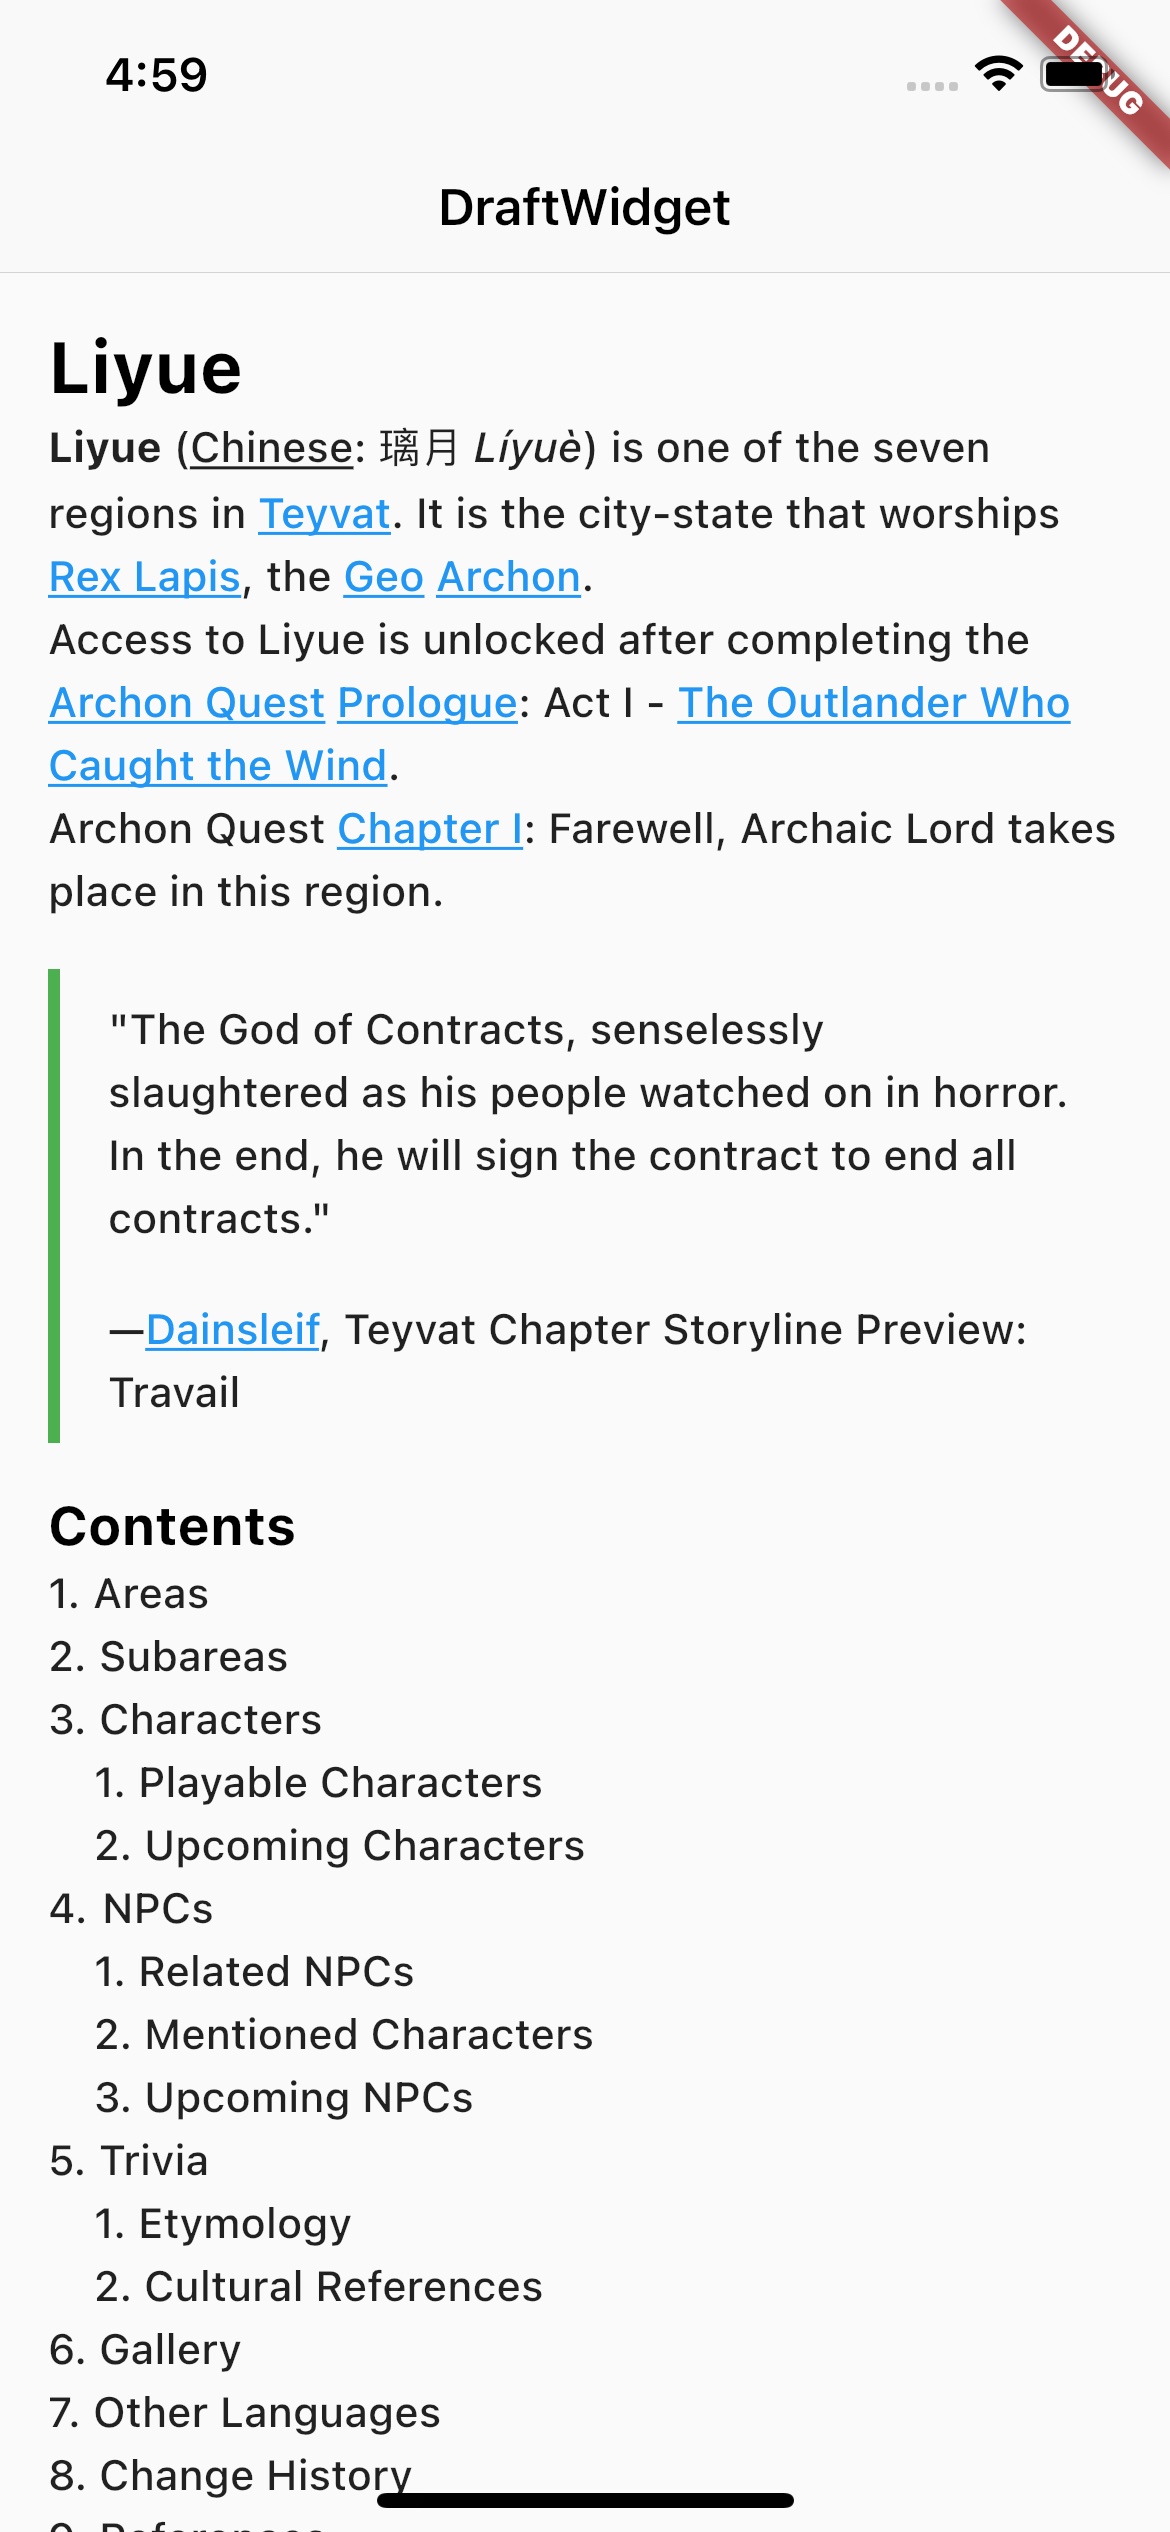 4:59
DEBUG
DraftWidget
Liyue
Liyue (Chinese: 璃月 Líyuè) is one of the seven
regions in Teyvat. It is the city-state that worships
Rex Lapis, the Geo Archon.
Access to Liyue is unlocked after completing the
Archon Quest Prologue: Act I - The Outlander Who
Caught the Wind.
Archon Quest Chapter I: Farewell, Archaic Lord takes
place in this region.
"The God of Contracts, senselessly
slaughtered as his people watched on in horror.
In the end, he will sign the contract to end all
contracts."
—Dainsleif, Teyvat Chapter Storyline Preview:
Travail
Contents
1. Areas
2. Subareas
3. Characters
1. Playable Characters
2. Upcoming Characters
4. NPCs
1. Related NPCs
2. Mentioned Characters
3. Upcoming NPCs
5. Trivia
1. Etymology
2. Cultural References
6. Gallery
7. Other Languages
8. Change History
9. References